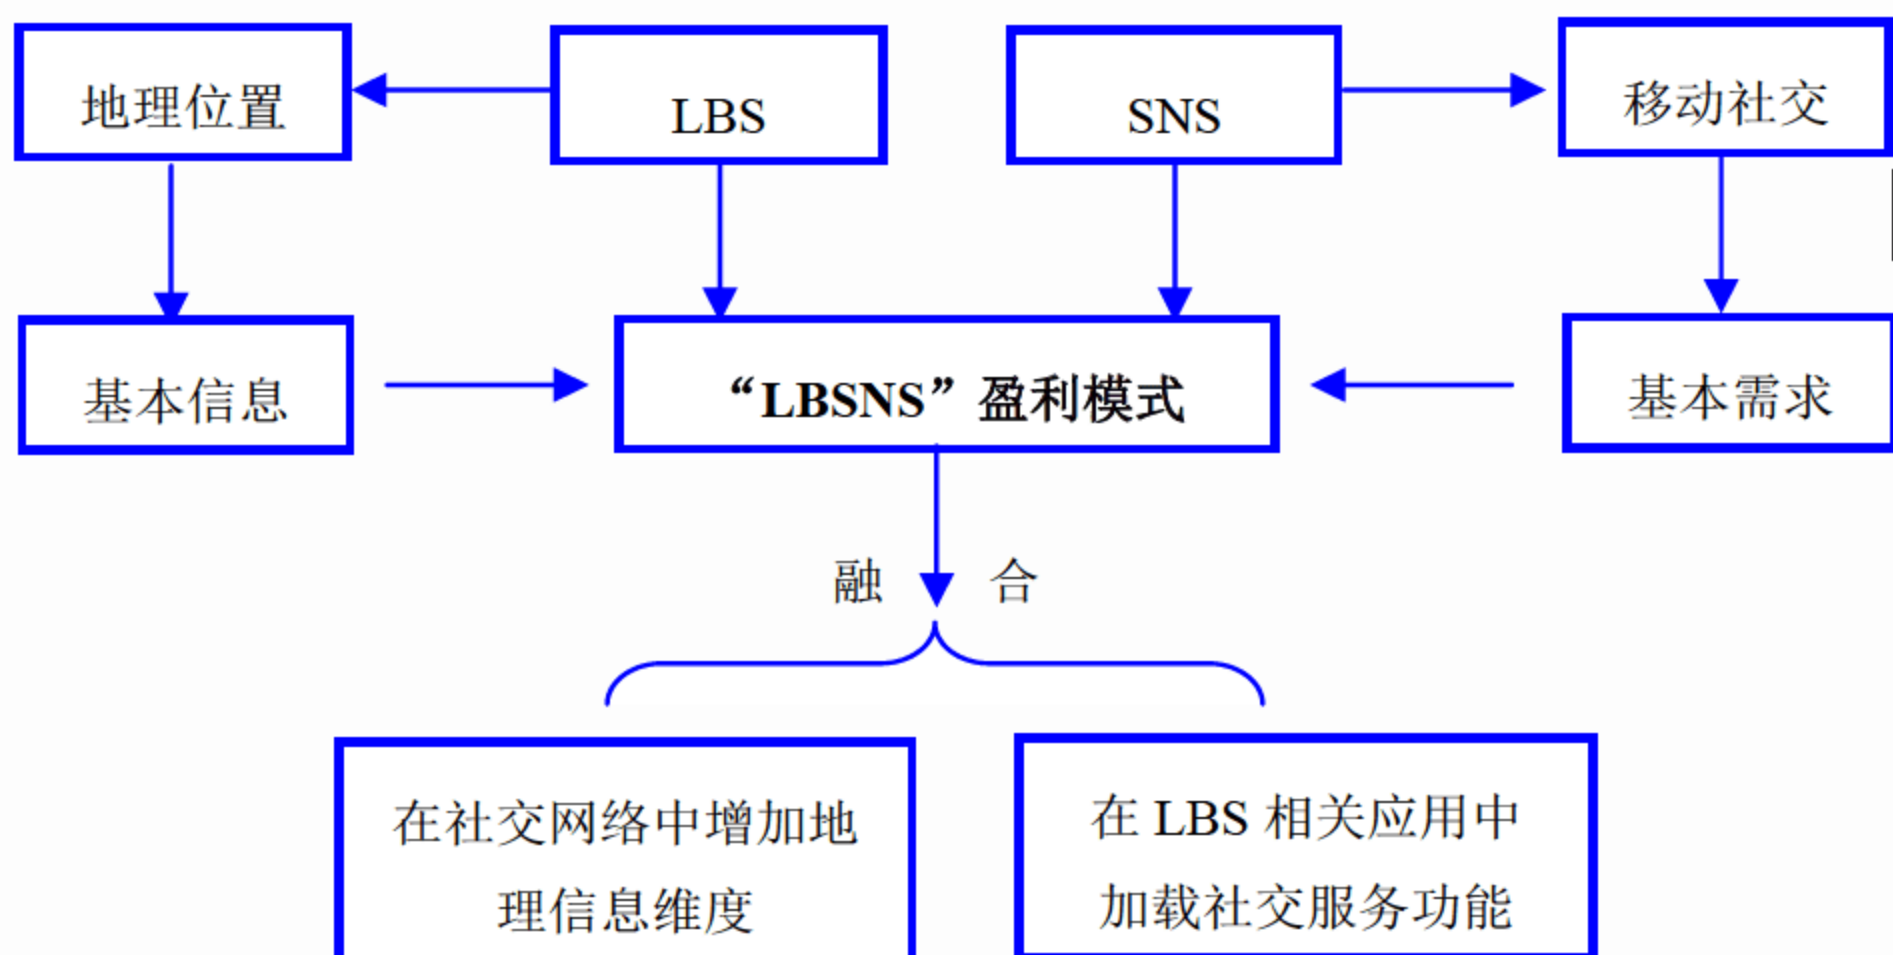 地理位置
LBS
SNS
移动社交
基本信息
“LBSNS”盈利模式
基本需求
融 合
在社交网络中增加地
理信息维度
在 LBS 相关应用中
加载社交服务功能